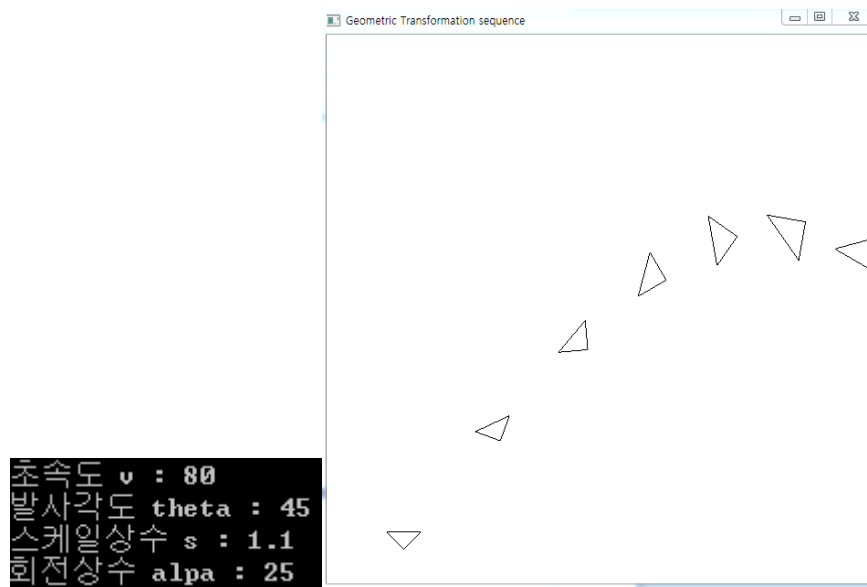 Geometric Transformation sequence
초속도 v : 80
발사각도 theta : 45
스케일상수 s : 1.1
회전상수 alpa : 25